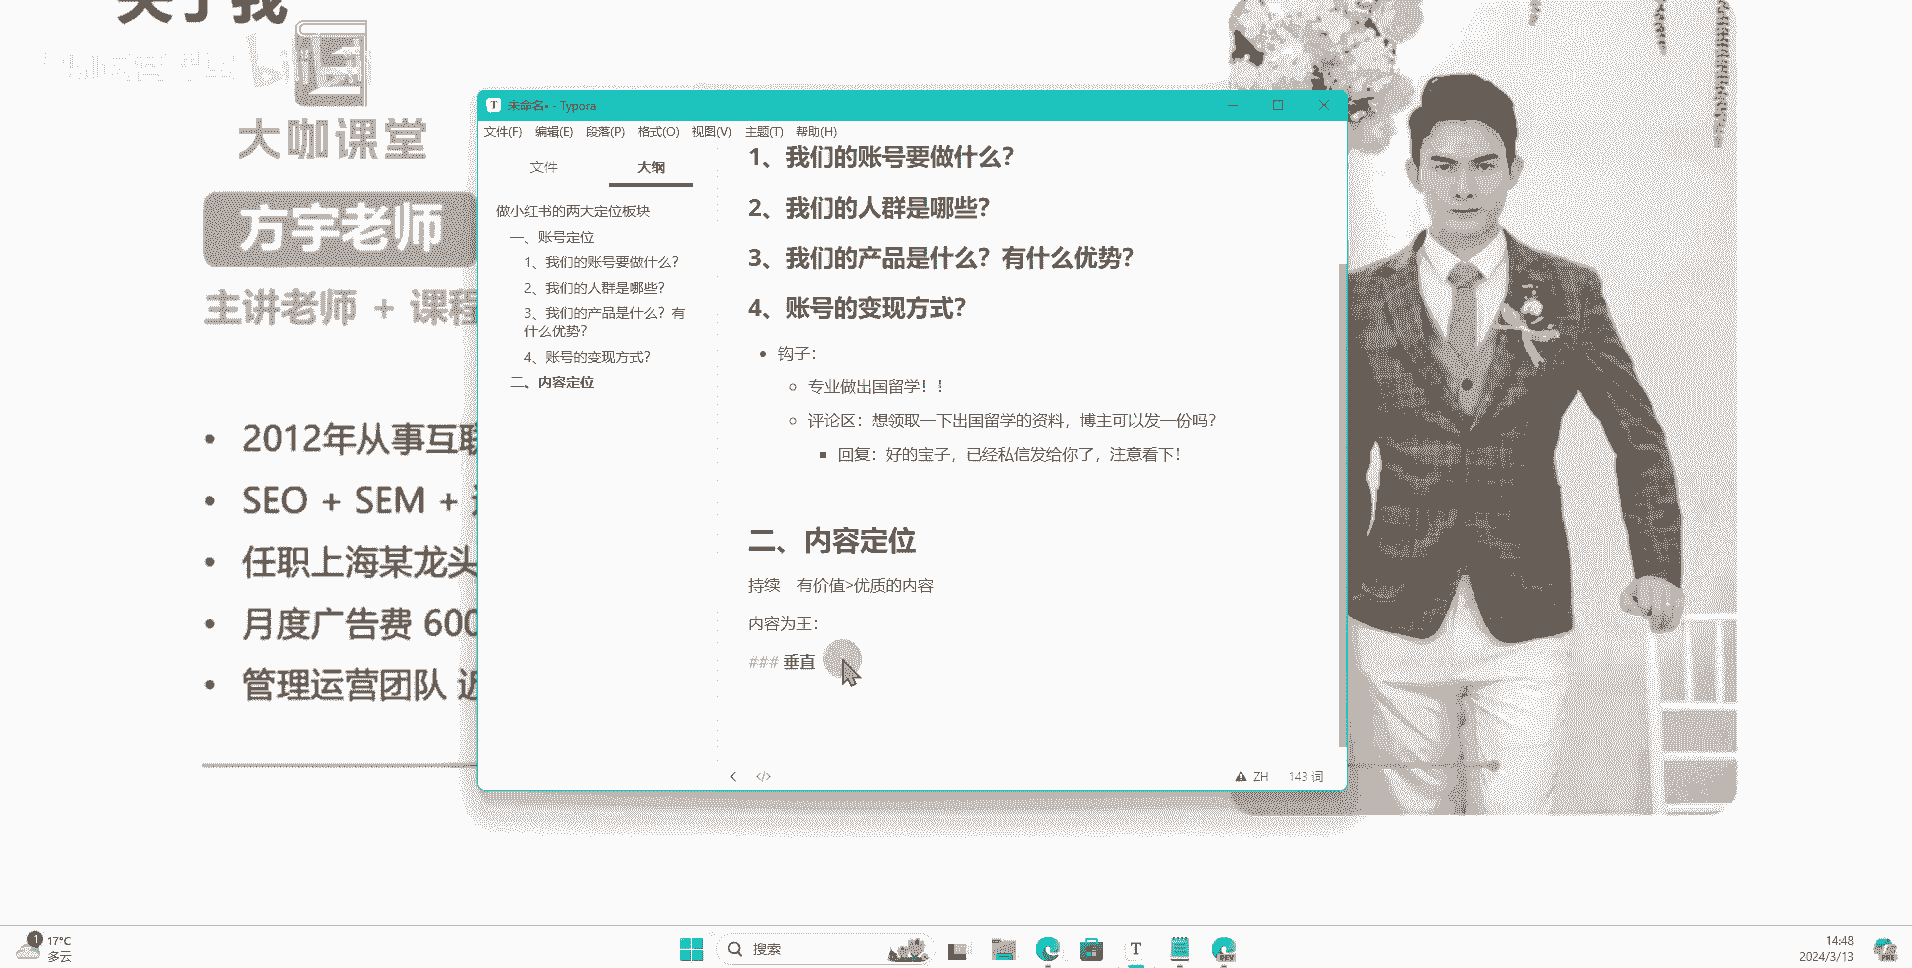 关于我
大咖课堂
方宇老师
主讲老师 + 课程
• 2012年从事互联
• SEO + SEM +
• 任职上海某龙头
• 月度广告费 600
• 管理运营团队 近
未命名• - Typora
文件(F) 编辑(E) 段落(P) 格式(O) 视图(V) 主题(T) 帮助(H)
文件 大纲
做小红书的两大定位板块
一、账号定位
1、我们的账号要做什么？
2、我们的人群是哪些？
3、我们的产品是什么？有
什么优势？
4、账号的变现方式？
二、内容定位
1、我们的账号要做什么？
2、我们的人群是哪些？
3、我们的产品是什么？有什么优势？
4、账号的变现方式？
• 钩子：
专业做出国留学！！
评论区：想领取一下出国留学的资料，博主可以发一份吗？
回复：好的宝子，已经私信发给你了，注意看下！
二、内容定位
持续 有价值>优质的内容
内容为王：
### 垂直
ZH 143 词
1
17°C
多云
搜索
T
DEV
14:48
2024/3/13
PRE